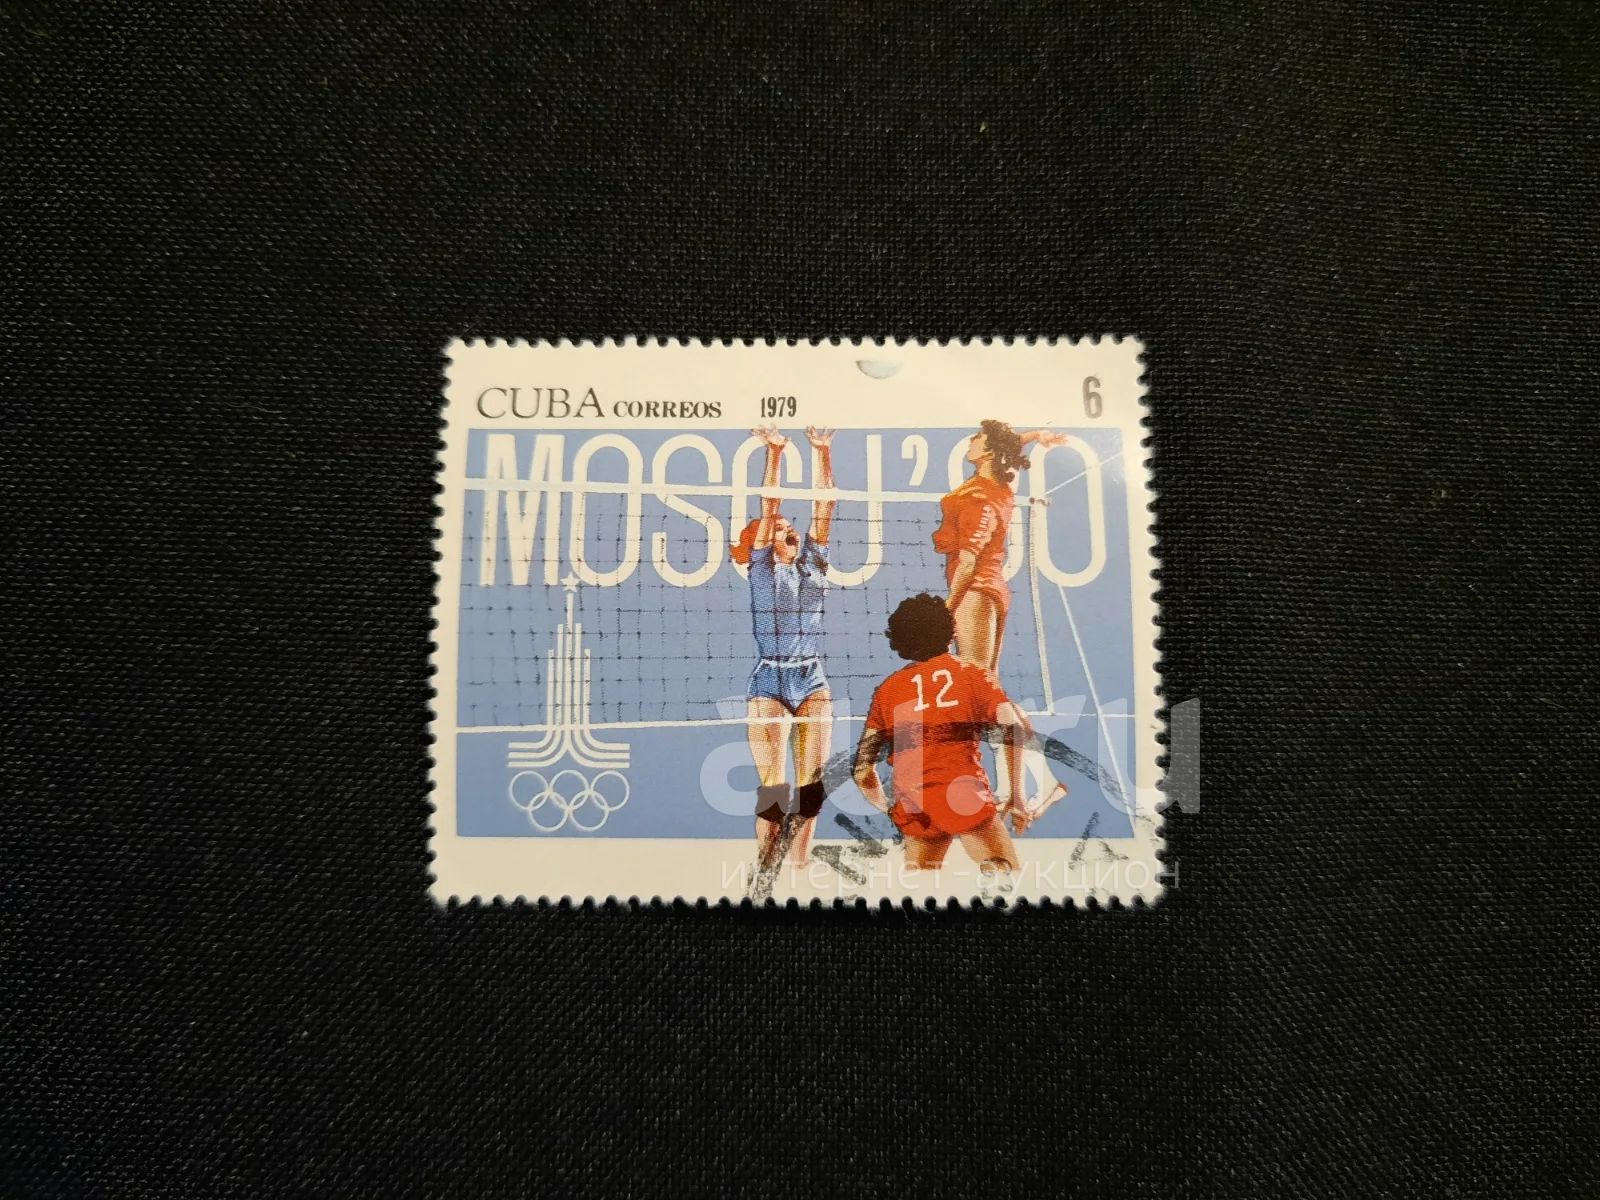 CUBA CORREOS 1979 6
MOSCU'80
12
au.ru
интернет-аукцион